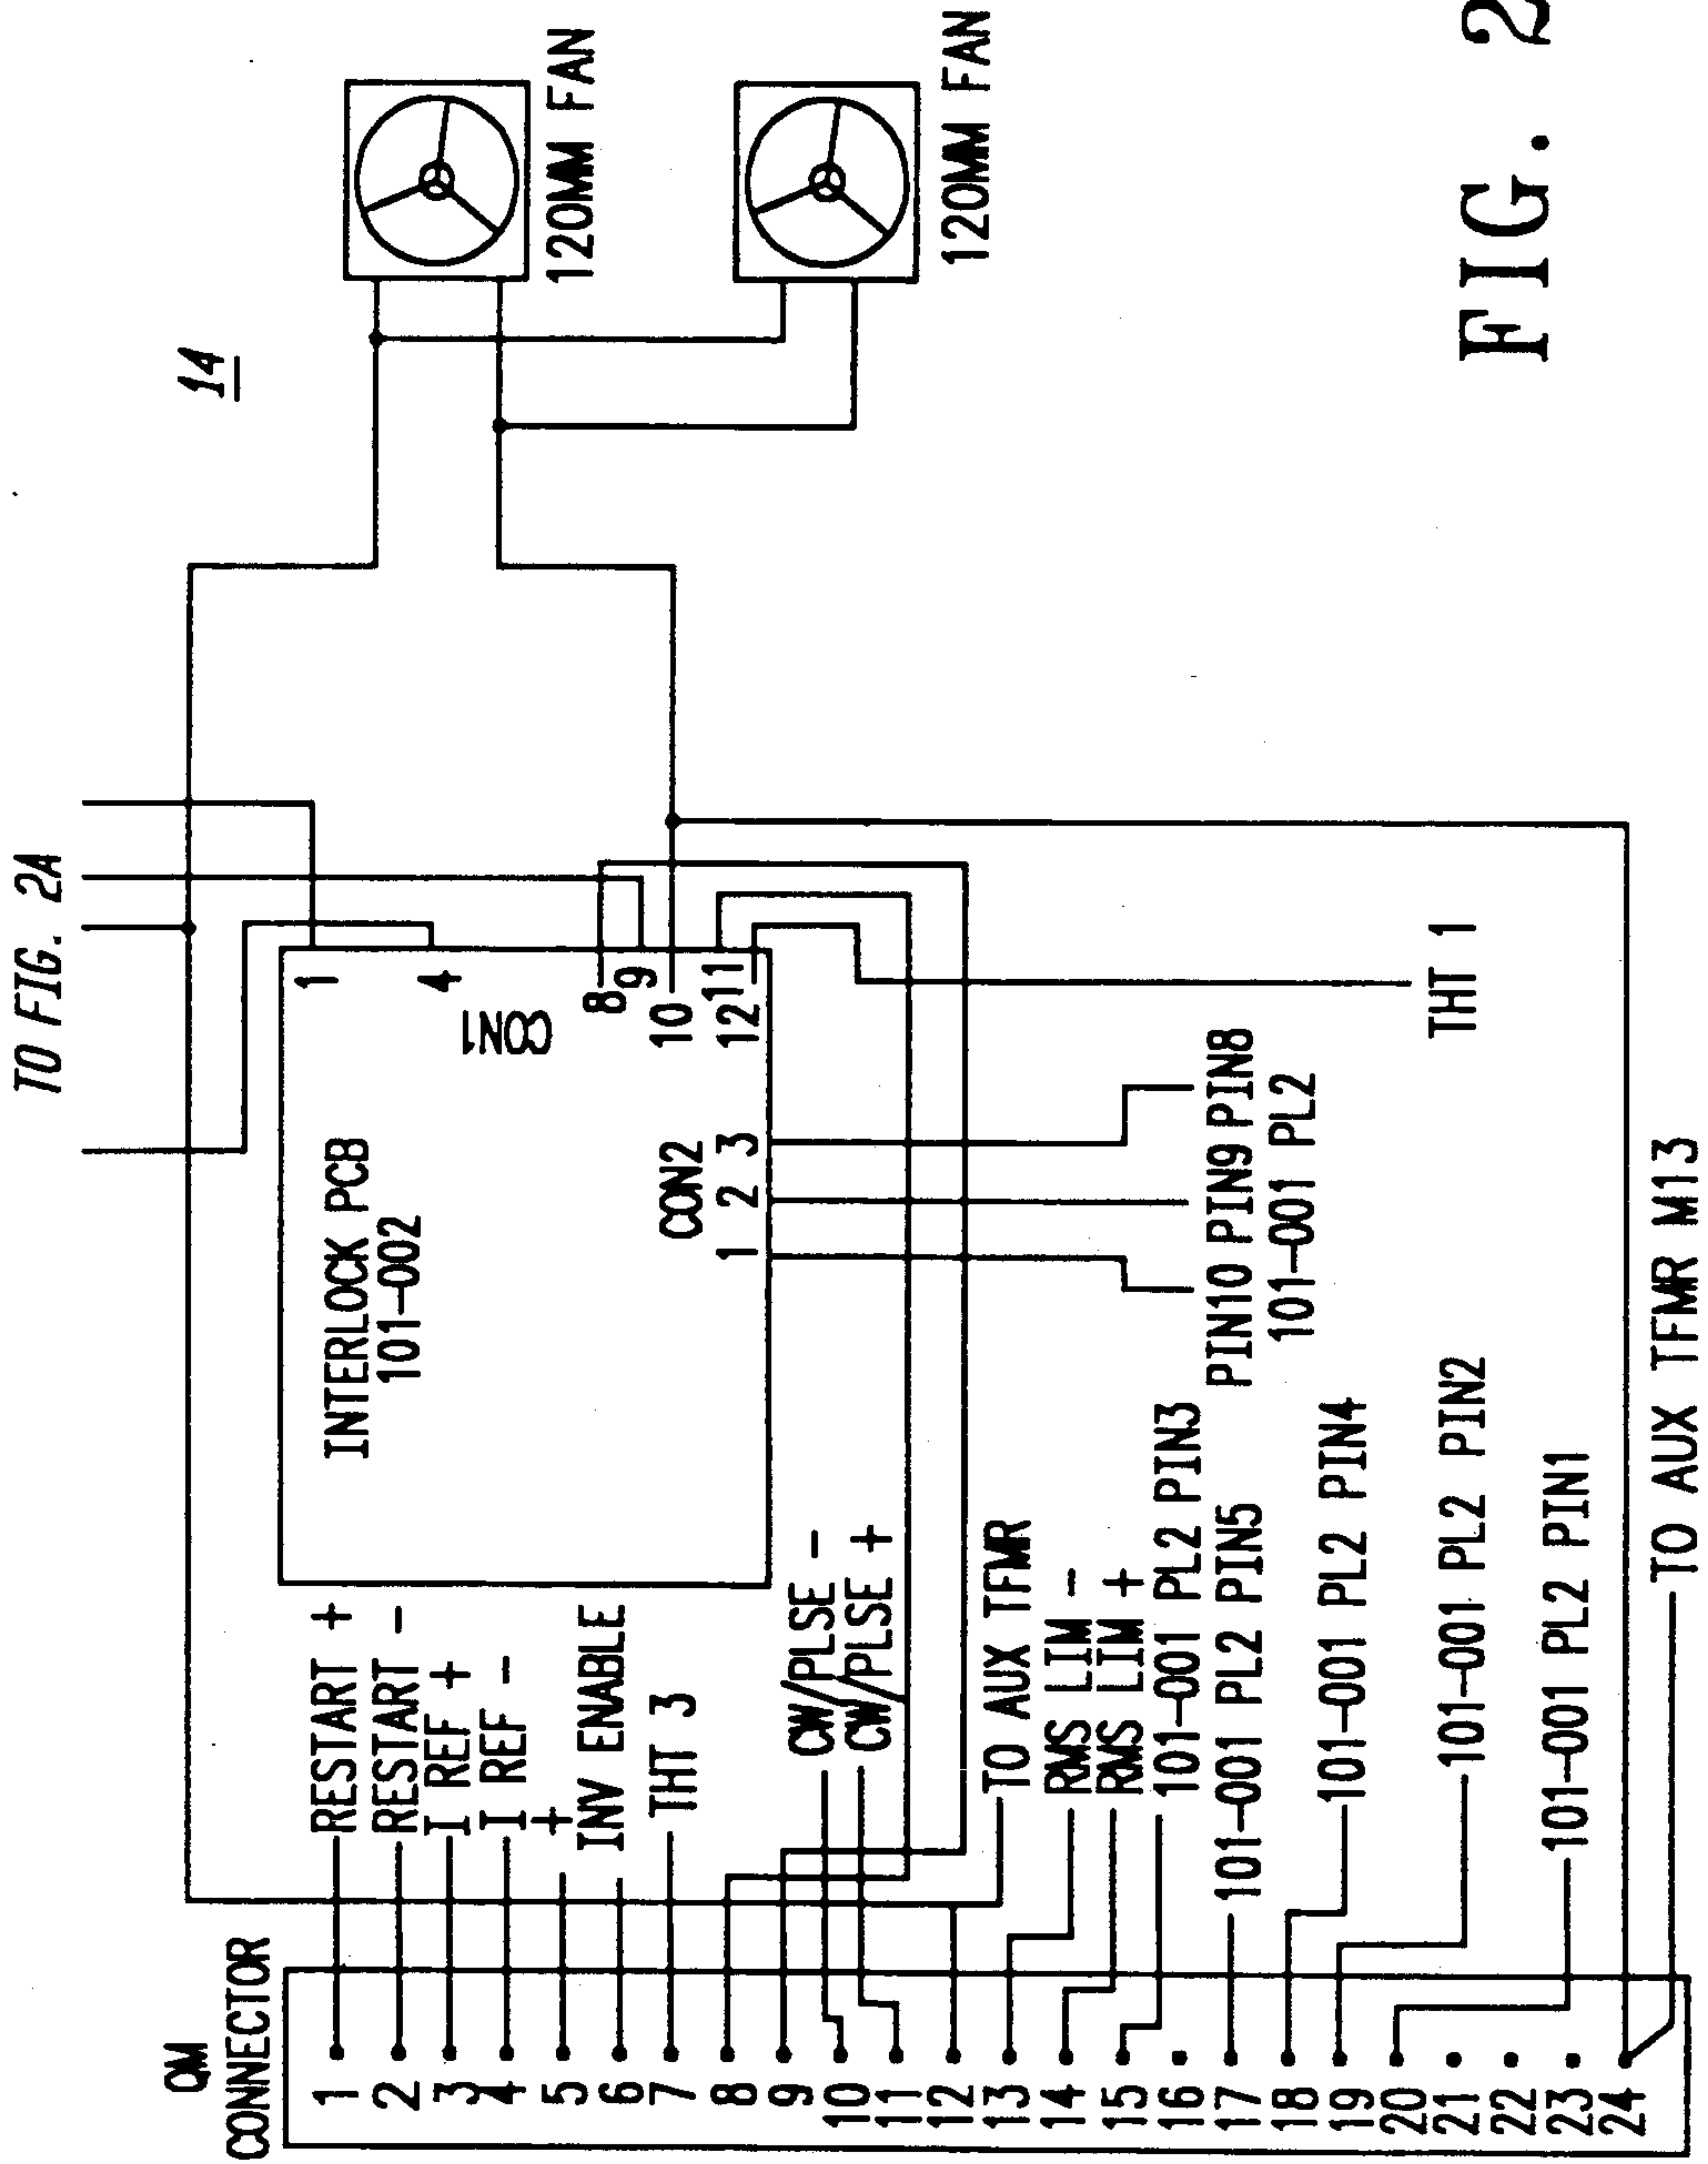 TO FIG. 2A
14
120MM FAN
120MM FAN
INTERLOCK PCB
101-002
CON1
1
4
8
9
10
11
12
CON2
1 2 3
QM
CONNECTOR
1
2
3
4
5
6
7
8
9
10
11
12
13
14
15
16
17
18
19
20
21
22
23
24
RESTART +
RESTART -
I REF +
I REF -
+
INV ENABLE
THT 3
CW/PLSE -
CW/PLSE +
TO AUX TFMR
RMS LIM -
RMS LIM +
101-001 PL2 PIN3
101-001 PL2 PIN5
101-001 PL2 PIN4
101-001 PL2 PIN2
101-001 PL2 PIN1
PIN10 PIN9 PIN8
101-001 PL2
THT 1
TO AUX TFMR M13
FIG. 2